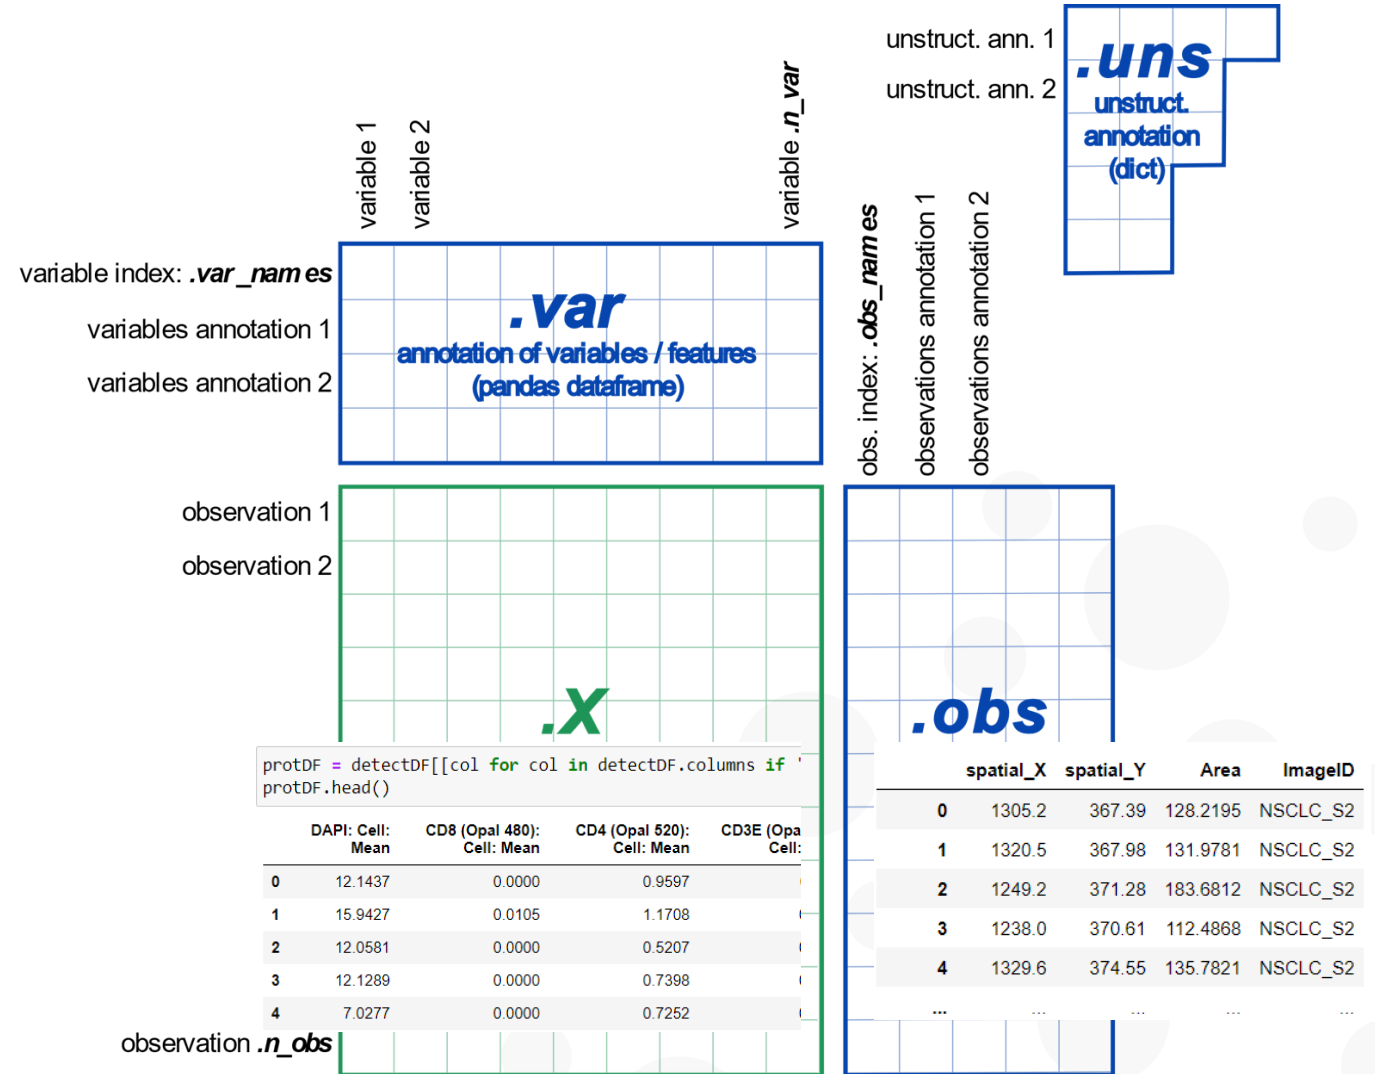 unstruct. ann. 1
unstruct. ann. 2
.uns
unstruct.
annotation
(dict)
variable 1
variable 2
variable .n_var
variable index: .var_names
variables annotation 1
variables annotation 2
.var
annotation of variables / features
(pandas dataframe)
obs. index: .obs_names
observations annotation 1
observations annotation 2
observation 1
observation 2
.X
.obs
protDF = detectDF[[col for col in detectDF.columns if '
protDF.head()
DAPI: Cell: Mean CD8 (Opal 480): Cell: Mean CD4 (Opal 520): Cell: Mean CD3E (Opa Cell:
0 12.1437 0.0000 0.9597
1 15.9427 0.0105 1.1708
2 12.0581 0.0000 0.5207
3 12.1289 0.0000 0.7398
4 7.0277 0.0000 0.7252
spatial_X spatial_Y Area ImageID
0 1305.2 367.39 128.2195 NSCLC_S2
1 1320.5 367.98 131.9781 NSCLC_S2
2 1249.2 371.28 183.6812 NSCLC_S2
3 1238.0 370.61 112.4868 NSCLC_S2
4 1329.6 374.55 135.7821 NSCLC_S2
... ... ... ... ...
observation .n_obs